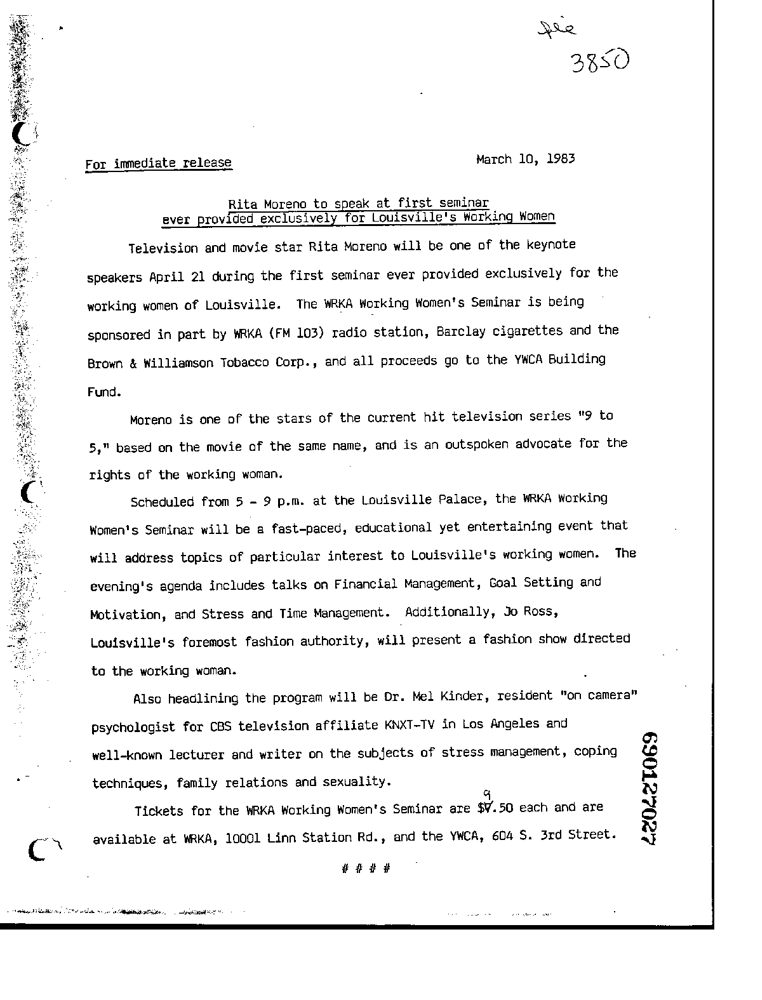 file
3850
For immediate release
March 10, 1983
Rita Moreno to speak at first seminar
ever provided exclusively for Louisville's Working Women
Television and movie star Rita Moreno will be one of the keynote
speakers April 21 during the first seminar ever provided exclusively for the
working women of Louisville. The WRKA Working Women's Seminar is being
sponsored in part by WRKA (FM 103) radio station, Barclay cigarettes and the
Brown & Williamson Tobacco Corp., and all proceeds go to the YWCA Building
Fund.
Moreno is one of the stars of the current hit television series "9 to
5," based on the movie of the same name, and is an outspoken advocate for the
rights of the working woman.
Scheduled from 5 - 9 p.m. at the Louisville Palace, the WRKA Working
Women's Seminar will be a fast-paced, educational yet entertaining event that
will address topics of particular interest to Louisville's working women. The
evening's agenda includes talks on Financial Management, Goal Setting and
Motivation, and Stress and Time Management. Additionally, Jo Ross,
Louisville's foremost fashion authority, will present a fashion show directed
to the working woman.
Also headlining the program will be Dr. Mel Kinder, resident "on camera"
psychologist for CBS television affiliate KNXT-TV in Los Angeles and
well-known lecturer and writer on the subjects of stress management, coping
techniques, family relations and sexuality.
9
Tickets for the WRKA Working Women's Seminar are $.50 each and are
available at WRKA, 10001 Linn Station Rd., and the YWCA, 604 S. 3rd Street.
# # # #
690127027